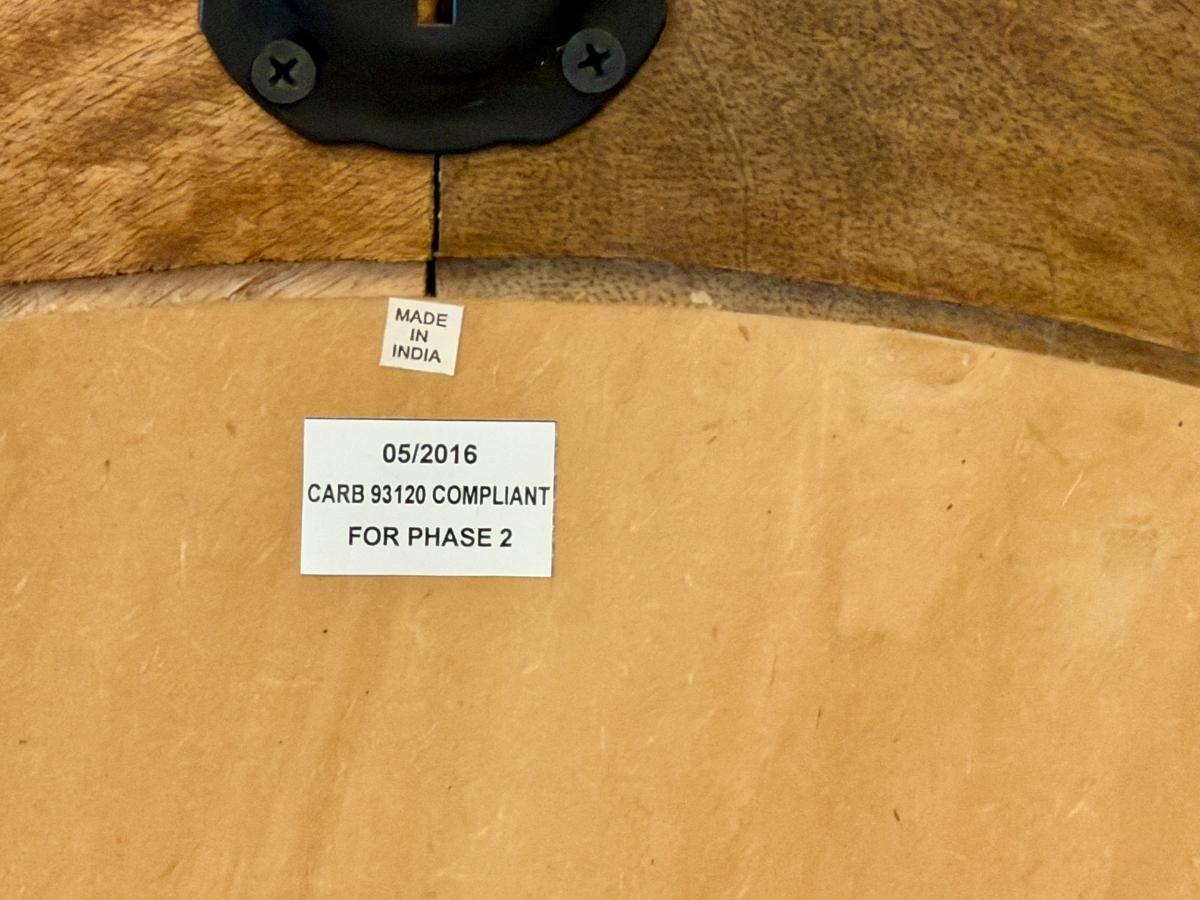 MADE
IN
INDIA
05/2016
CARB 93120 COMPLIANT
FOR PHASE 2